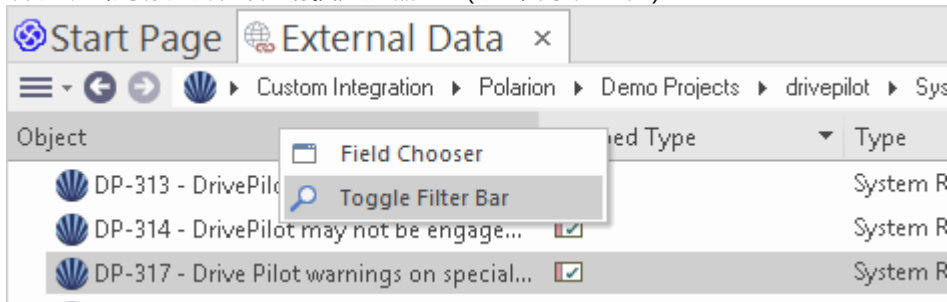 Start Page External Data ×
Custom Integration Polarion Demo Projects drivepilot Sys
Object ped Type Type
Field Chooser
DP-313 - DrivePil System R
Toggle Filter Bar
DP-314 - DrivePilot may not be engage... System R
DP-317 - Drive Pilot warnings on special... System R